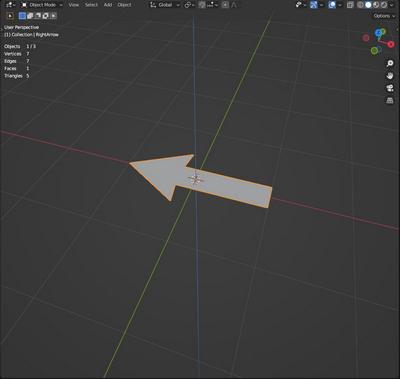 Object Mode View Select Add Object Global
Options
User Perspective
(1) Collection | RightArrow
Objects 1 / 3
Vertices 7
Edges 7
Faces 1
Triangles 5